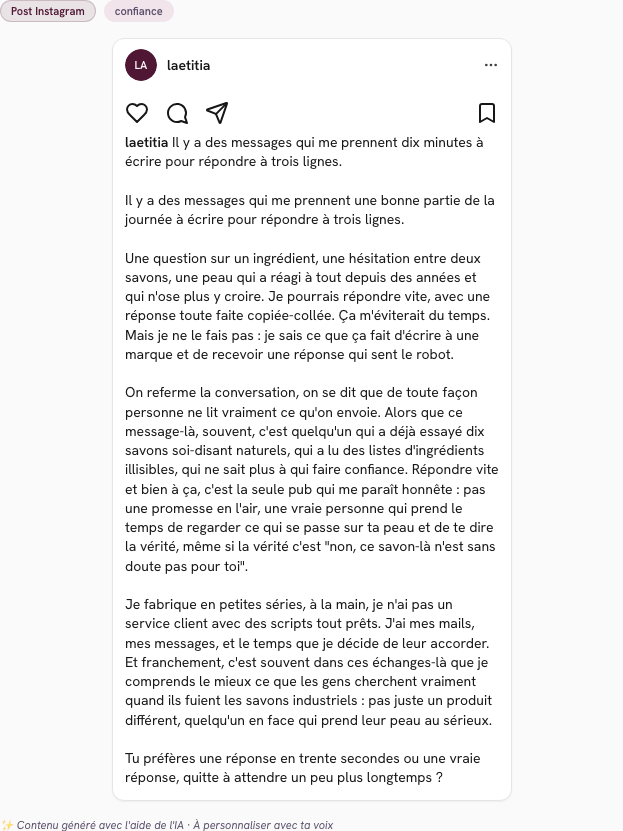 Post Instagram
confiance
LA
laetitia
laetitia Il y a des messages qui me prennent dix minutes à
écrire pour répondre à trois lignes.
Il y a des messages qui me prennent une bonne partie de la
journée à écrire pour répondre à trois lignes.
Une question sur un ingrédient, une hésitation entre deux
savons, une peau qui a réagi à tout depuis des années et
qui n'ose plus y croire. Je pourrais répondre vite, avec une
réponse toute faite copiée-collée. Ça m'éviterait du temps.
Mais je ne le fais pas : je sais ce que ça fait d'écrire à une
marque et de recevoir une réponse qui sent le robot.
On referme la conversation, on se dit que de toute façon
personne ne lit vraiment ce qu'on envoie. Alors que ce
message-là, souvent, c'est quelqu'un qui a déjà essayé dix
savons soi-disant naturels, qui a lu des listes d'ingrédients
illisibles, qui ne sait plus à qui faire confiance. Répondre vite
et bien à ça, c'est la seule pub qui me paraît honnête : pas
une promesse en l'air, une vraie personne qui prend le
temps de regarder ce qui se passe sur ta peau et de te dire
la vérité, même si la vérité c'est "non, ce savon-là n'est sans
doute pas pour toi".
Je fabrique en petites séries, à la main, je n'ai pas un
service client avec des scripts tout prêts. J'ai mes mails,
mes messages, et le temps que je décide de leur accorder.
Et franchement, c'est souvent dans ces échanges-là que je
comprends le mieux ce que les gens cherchent vraiment
quand ils fuient les savons industriels : pas juste un produit
différent, quelqu'un en face qui prend leur peau au sérieux.
Tu préfères une réponse en trente secondes ou une vraie
réponse, quitte à attendre un peu plus longtemps ?
✨ Contenu généré avec l'aide de l'IA · À personnaliser avec ta voix